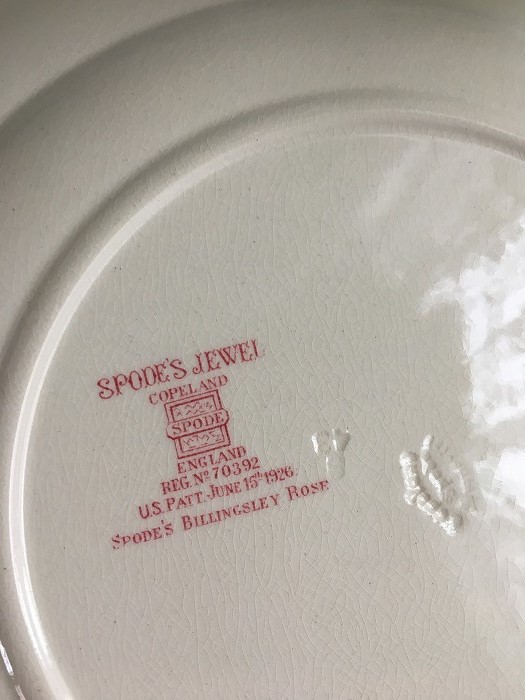 SPODE'S JEWEL
COPELAND
SPODE
ENGLAND
REG. Nº 70392
U.S. PATT. JUNE 15th 1926.
SPODE'S BILLINGSLEY ROSE